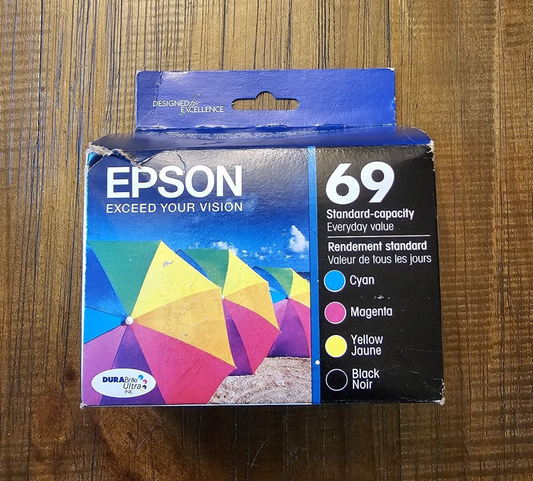 DESIGNED for
EXCELLENCE
EPSON
EXCEED YOUR VISION
69
Standard-capacity
Everyday value
Rendement standard
Valeur de tous les jours
Cyan
Magenta
Yellow
Jaune
Black
Noir
DURABrite
Ultra
INK